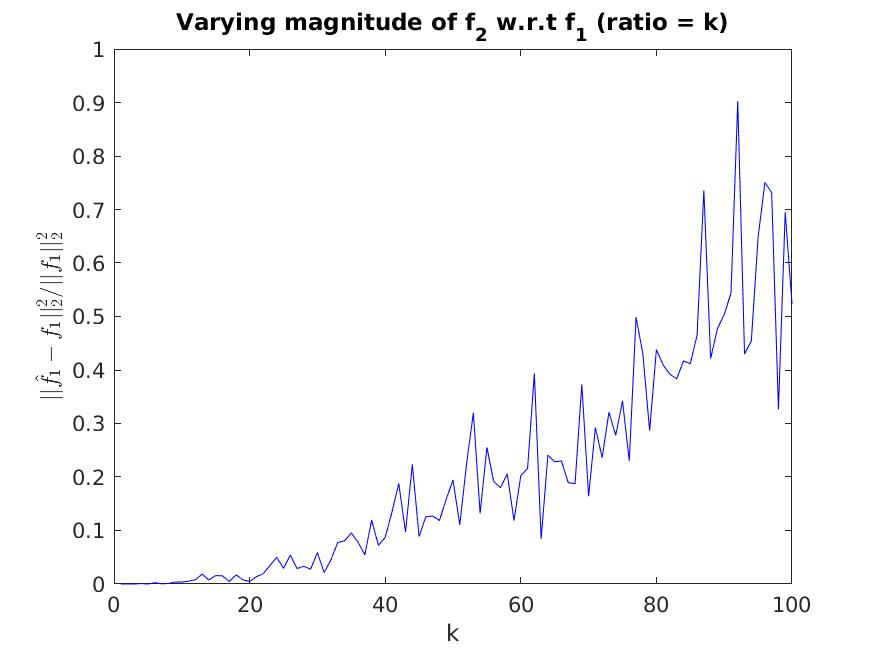 Varying magnitude of f₂ w.r.t f₁ (ratio = k)
1
0.9
0.8
0.7
0.6
0.5
0.4
0.3
0.2
0.1
0
||f̂₁ − f₁||₂²/||f₁||₂²
0 20 40 60 80 100
k